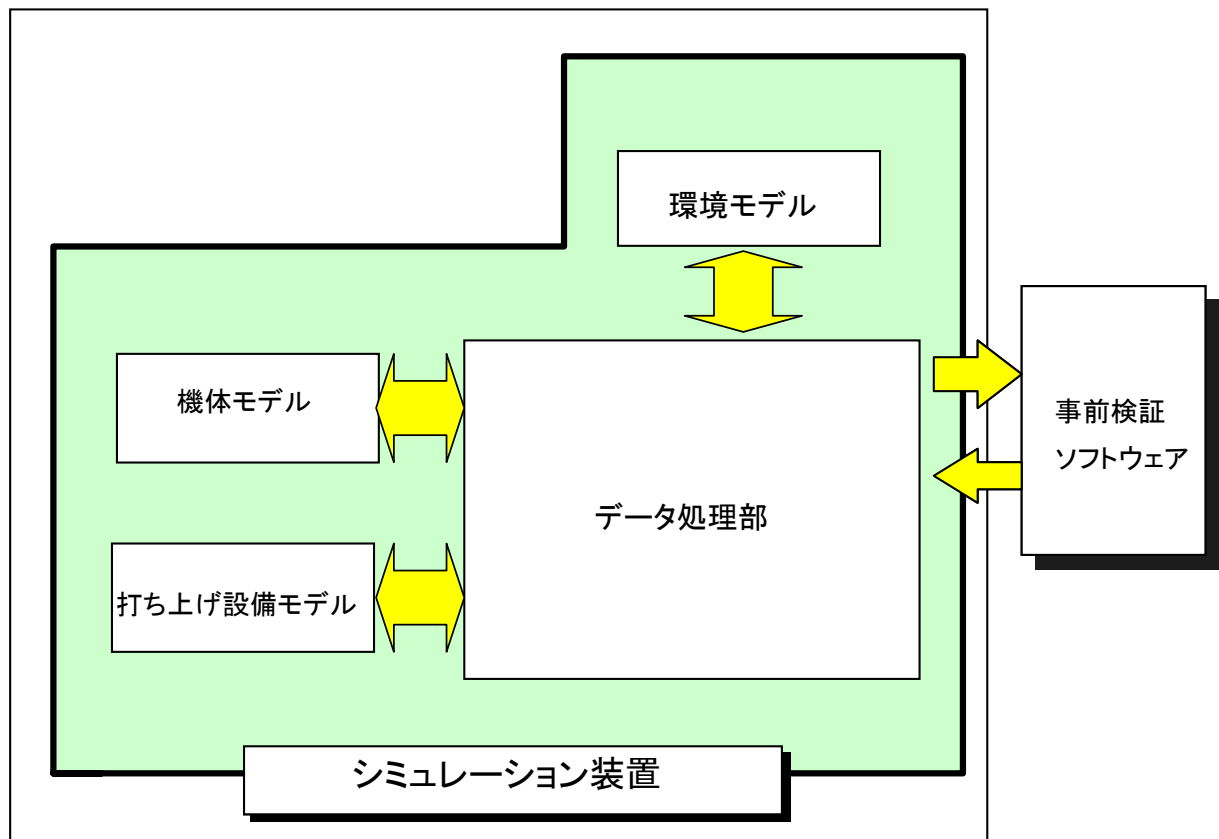 環境モデル
機体モデル
事前検証
ソフトウェア
データ処理部
打ち上げ設備モデル
シミュレーション装置